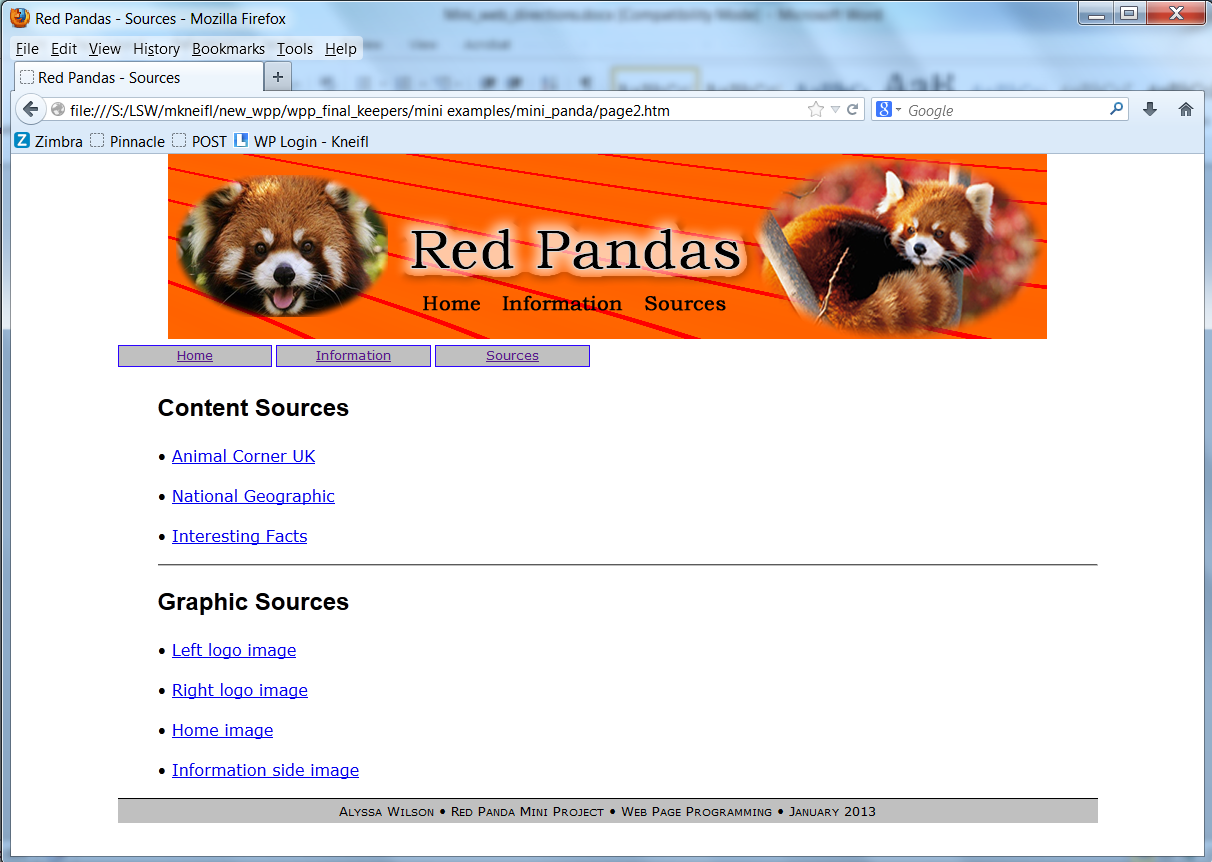 Red Pandas - Sources - Mozilla Firefox
File Edit View History Bookmarks Tools Help
Red Pandas - Sources +
file:///S:/LSW/mkneifl/new_wpp/wpp_final_keepers/mini examples/mini_panda/page2.htm Google
Zimbra Pinnacle POST WP Login - Kneifl
Red Pandas
Home Information Sources
Home Information Sources
Content Sources
• Animal Corner UK
• National Geographic
• Interesting Facts
Graphic Sources
• Left logo image
• Right logo image
• Home image
• Information side image
Alyssa Wilson • Red Panda Mini Project • Web Page Programming • January 2013